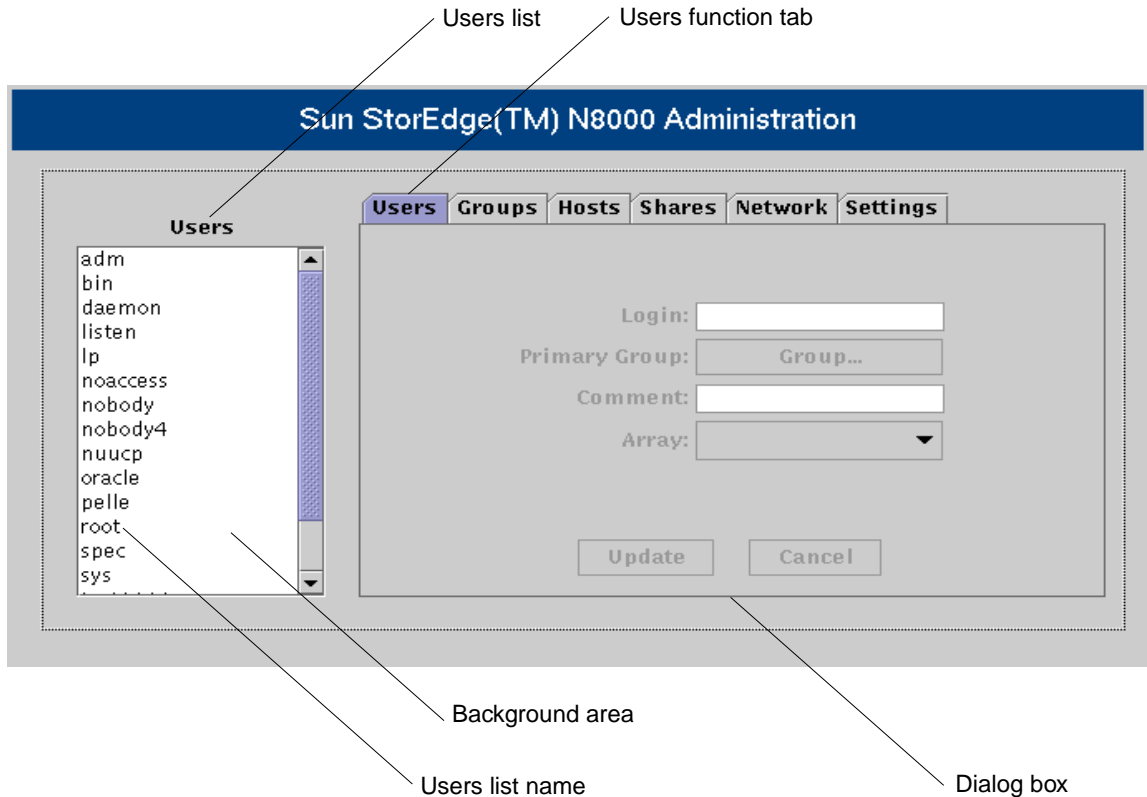 Users list
Users function tab
Sun StorEdge(TM) N8000 Administration
Users
Users Groups Hosts Shares Network Settings
adm
bin
daemon
listen
lp
noaccess
nobody
nobody4
nuucp
oracle
pelle
root
spec
sys
Login:
Primary Group: Group...
Comment:
Array:
Update Cancel
Background area
Users list name
Dialog box